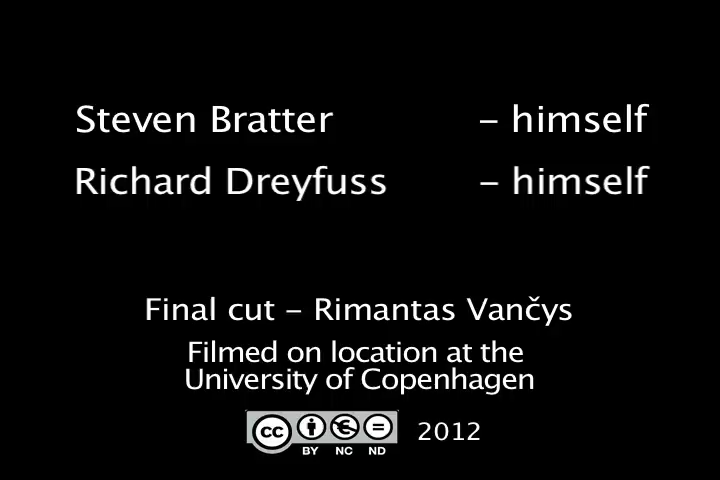 Steven Bratter – himself
Richard Dreyfuss – himself
Final cut – Rimantas Vančys
Filmed on location at the
University of Copenhagen
cc BY NC ND 2012